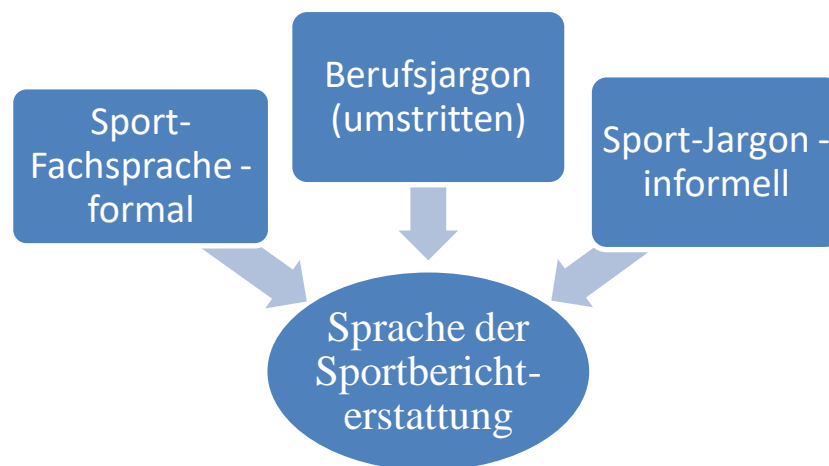 Sport-
Fachsprache -
formal
Berufsjargon
(umstritten)
Sport-Jargon -
informell
Sprache der
Sportbericht-
erstattung